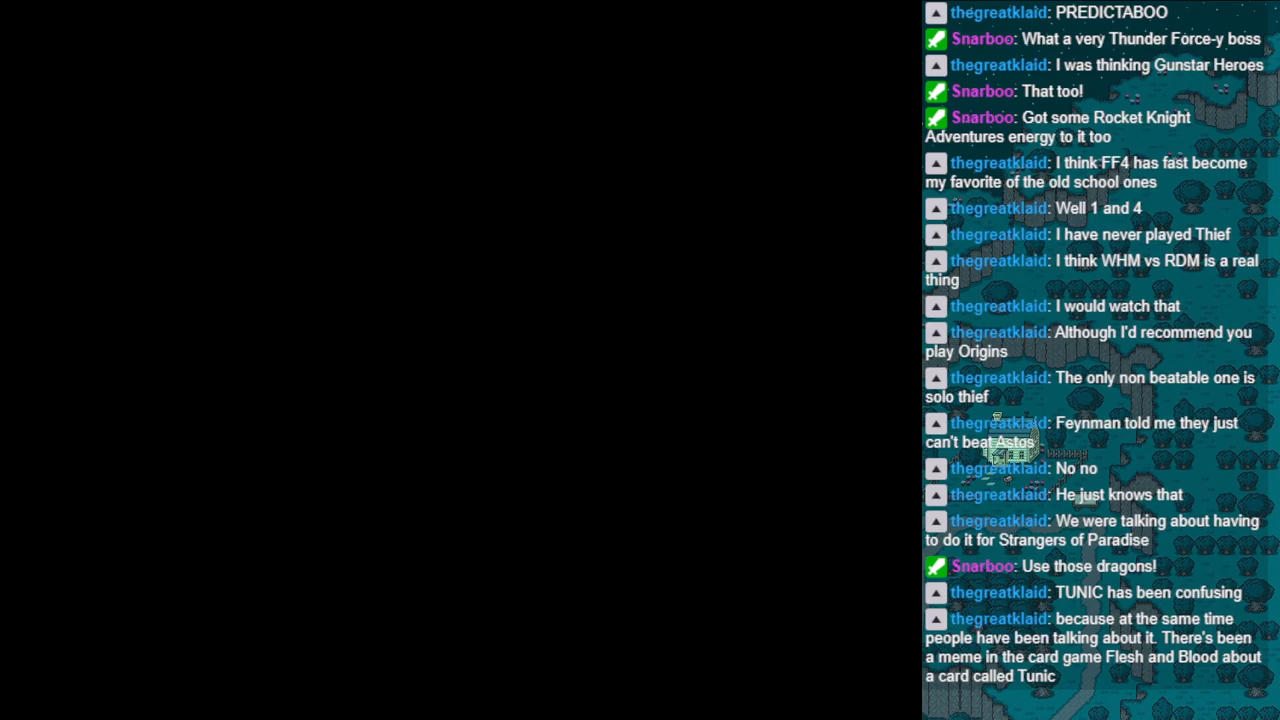 thegreatklaid: PREDICTABOO
Snarboo: What a very Thunder Force-y boss
thegreatklaid: I was thinking Gunstar Heroes
Snarboo: That too!
Snarboo: Got some Rocket Knight
Adventures energy to it too
thegreatklaid: I think FF4 has fast become
my favorite of the old school ones
thegreatklaid: Well 1 and 4
thegreatklaid: I have never played Thief
thegreatklaid: I think WHM vs RDM is a real
thing
thegreatklaid: I would watch that
thegreatklaid: Although I'd recommend you
play Origins
thegreatklaid: The only non beatable one is
solo thief
thegreatklaid: Feynman told me they just
can't beat Astos
thegreatklaid: No no
thegreatklaid: He just knows that
thegreatklaid: We were talking about having
to do it for Strangers of Paradise
Snarboo: Use those dragons!
thegreatklaid: TUNIC has been confusing
thegreatklaid: because at the same time
people have been talking about it. There's been
a meme in the card game Flesh and Blood about
a card called Tunic